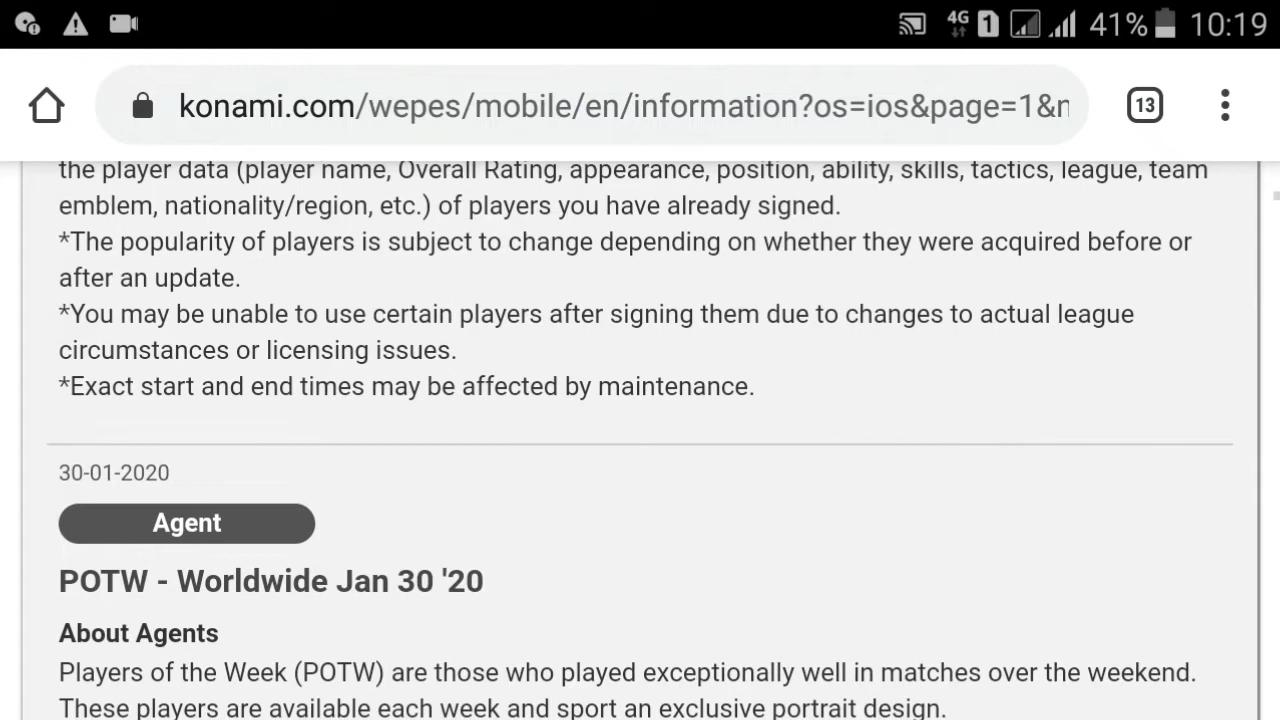 4G 1 41% 10:19
konami.com/wepes/mobile/en/information?os=ios&page=1&n
13
the player data (player name, Overall Rating, appearance, position, ability, skills, tactics, league, team
emblem, nationality/region, etc.) of players you have already signed.
*The popularity of players is subject to change depending on whether they were acquired before or
after an update.
*You may be unable to use certain players after signing them due to changes to actual league
circumstances or licensing issues.
*Exact start and end times may be affected by maintenance.
30-01-2020
Agent
POTW - Worldwide Jan 30 '20
About Agents
Players of the Week (POTW) are those who played exceptionally well in matches over the weekend.
These players are available each week and sport an exclusive portrait design.